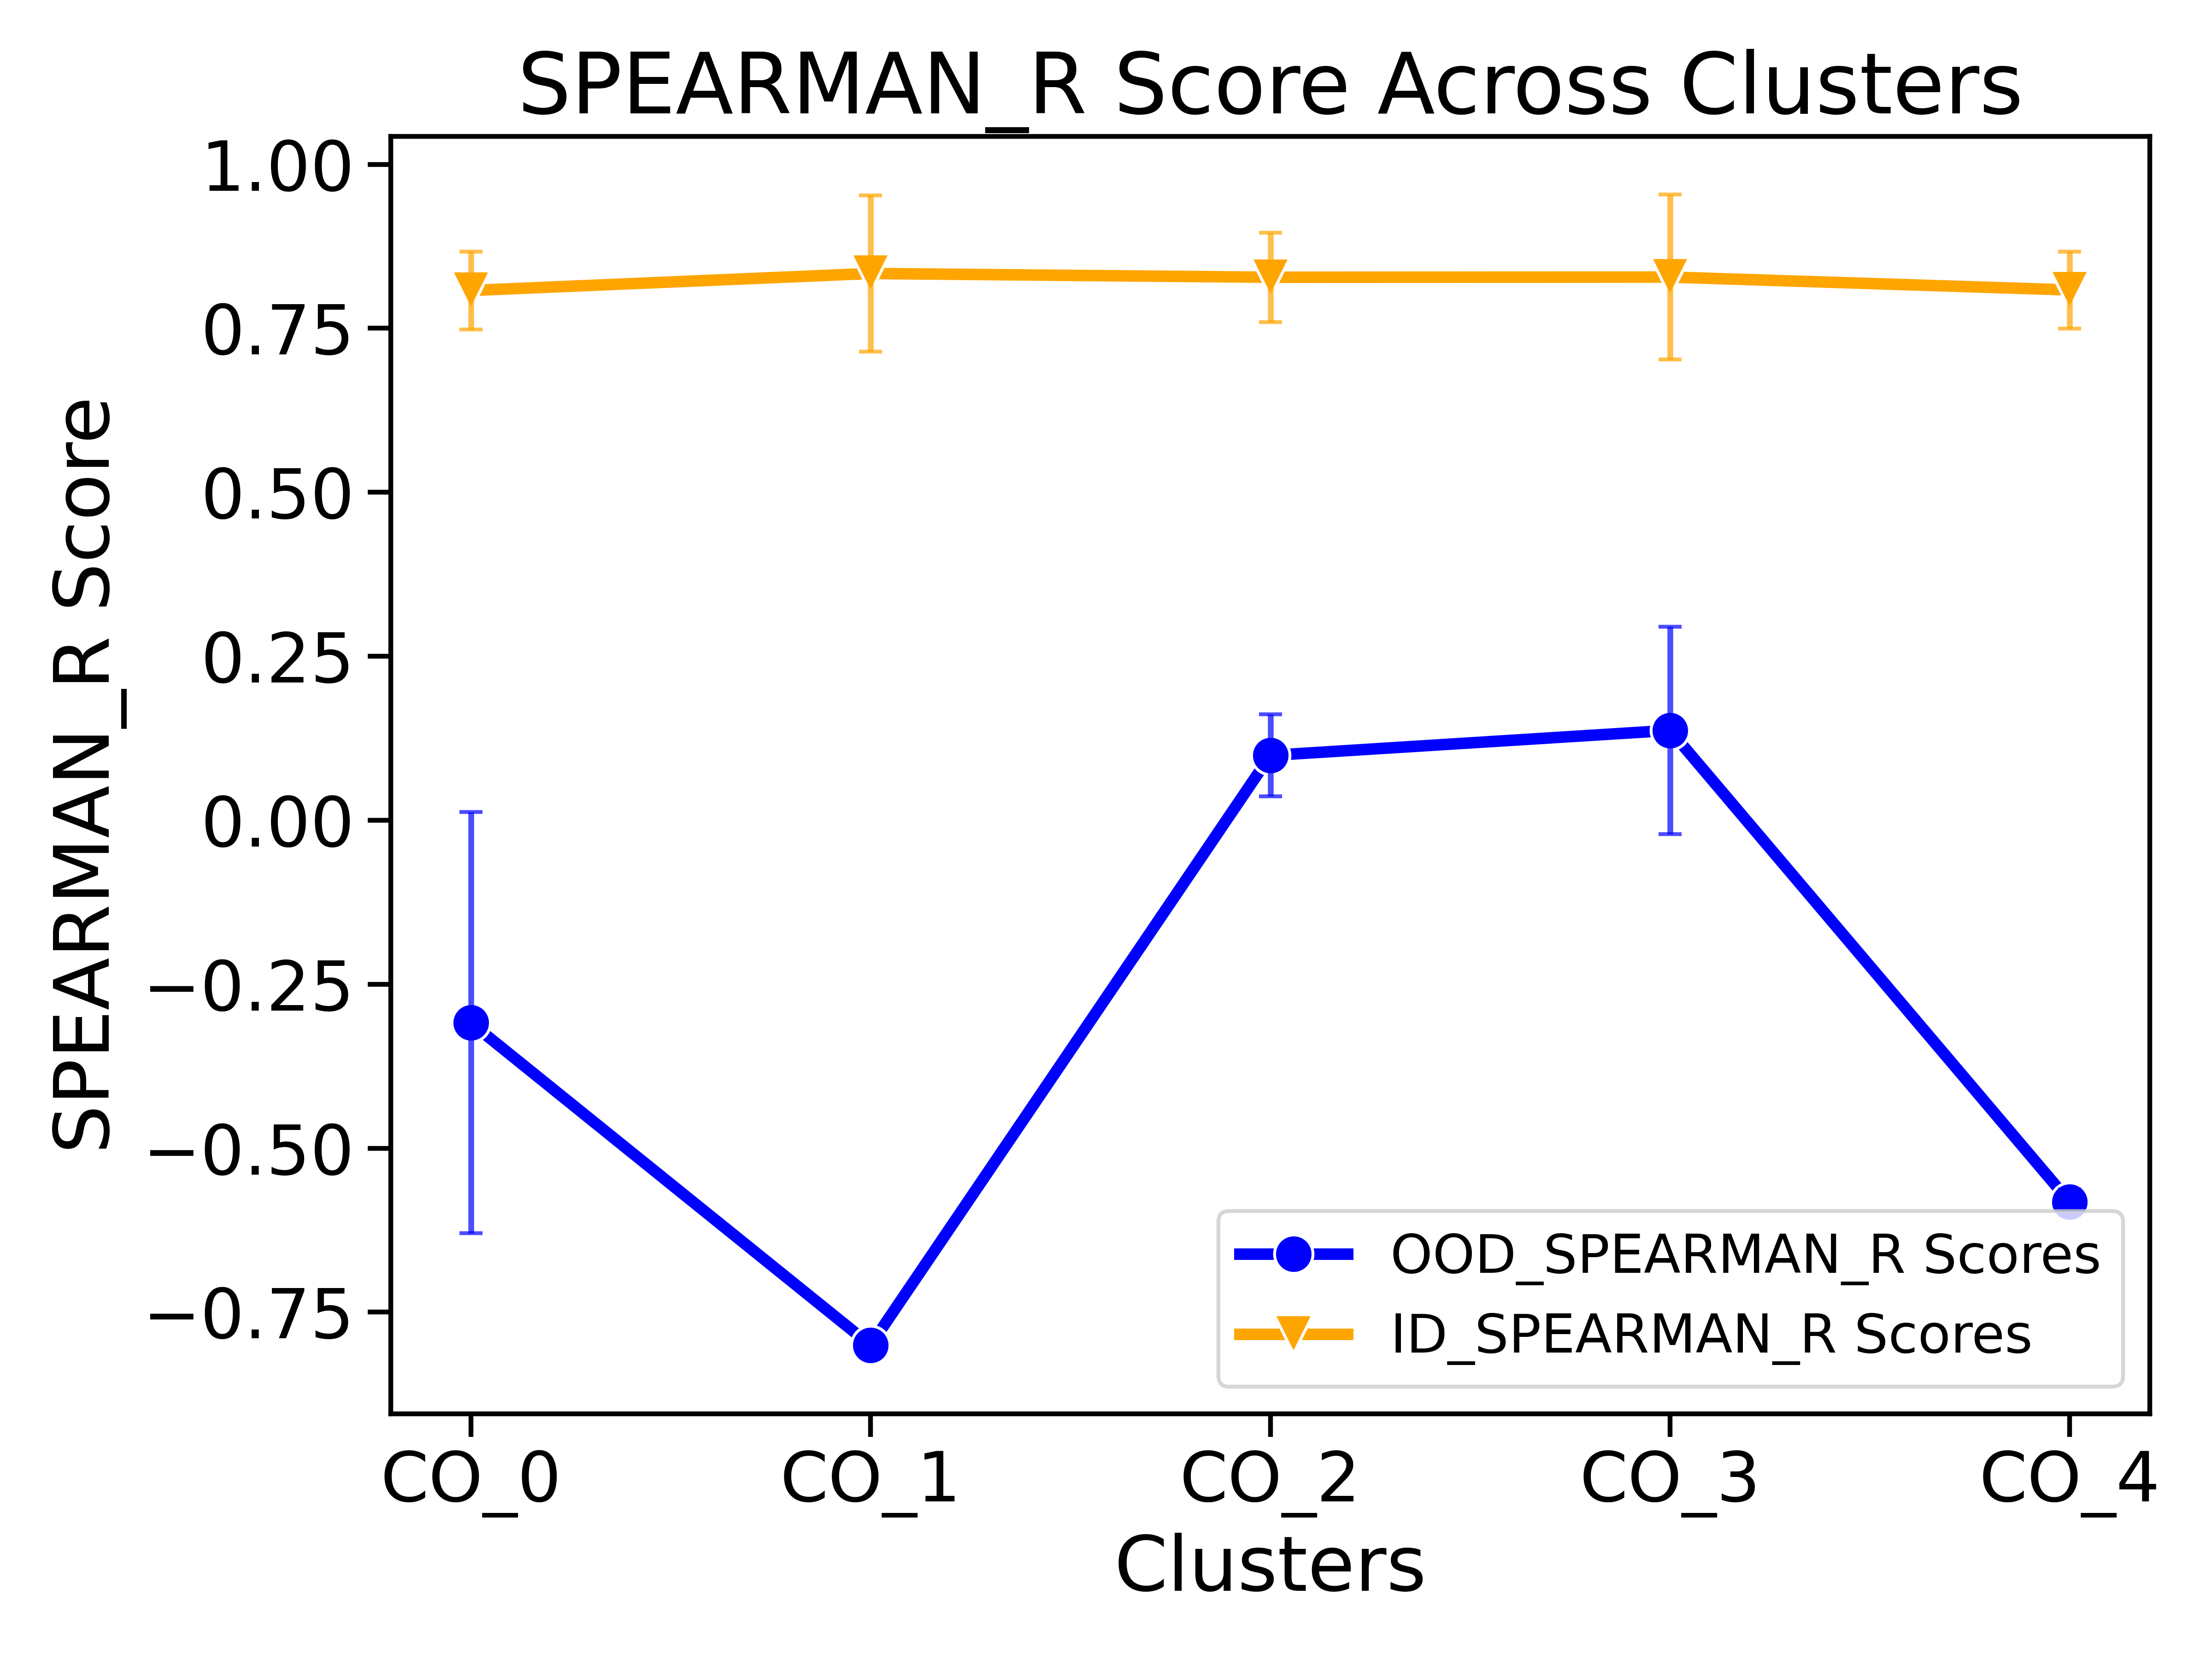 SPEARMAN_R Score Across Clusters
SPEARMAN_R Score
1.00
0.75
0.50
0.25
0.00
−0.25
−0.50
−0.75
OOD_SPEARMAN_R Scores
ID_SPEARMAN_R Scores
CO_0 CO_1 CO_2 CO_3 CO_4
Clusters